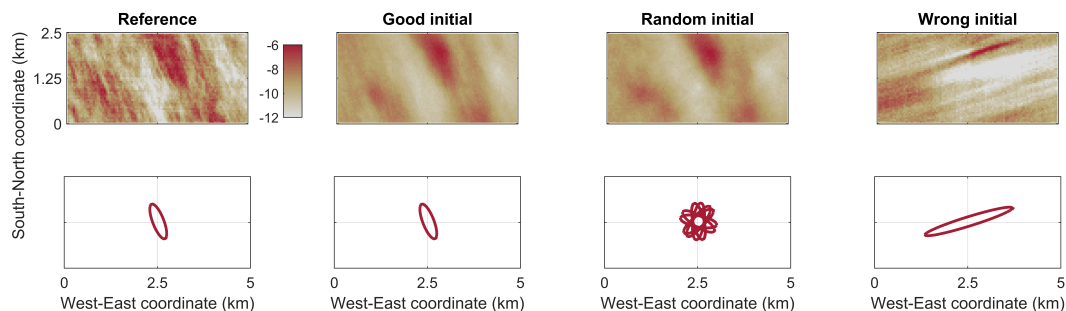 Reference Good initial Random initial Wrong initial
South-North coordinate (km)
2.5
1.25
0
-6
-8
-10
-12
0 2.5 5 0 2.5 5 0 2.5 5 0 2.5 5
West-East coordinate (km) West-East coordinate (km) West-East coordinate (km) West-East coordinate (km)